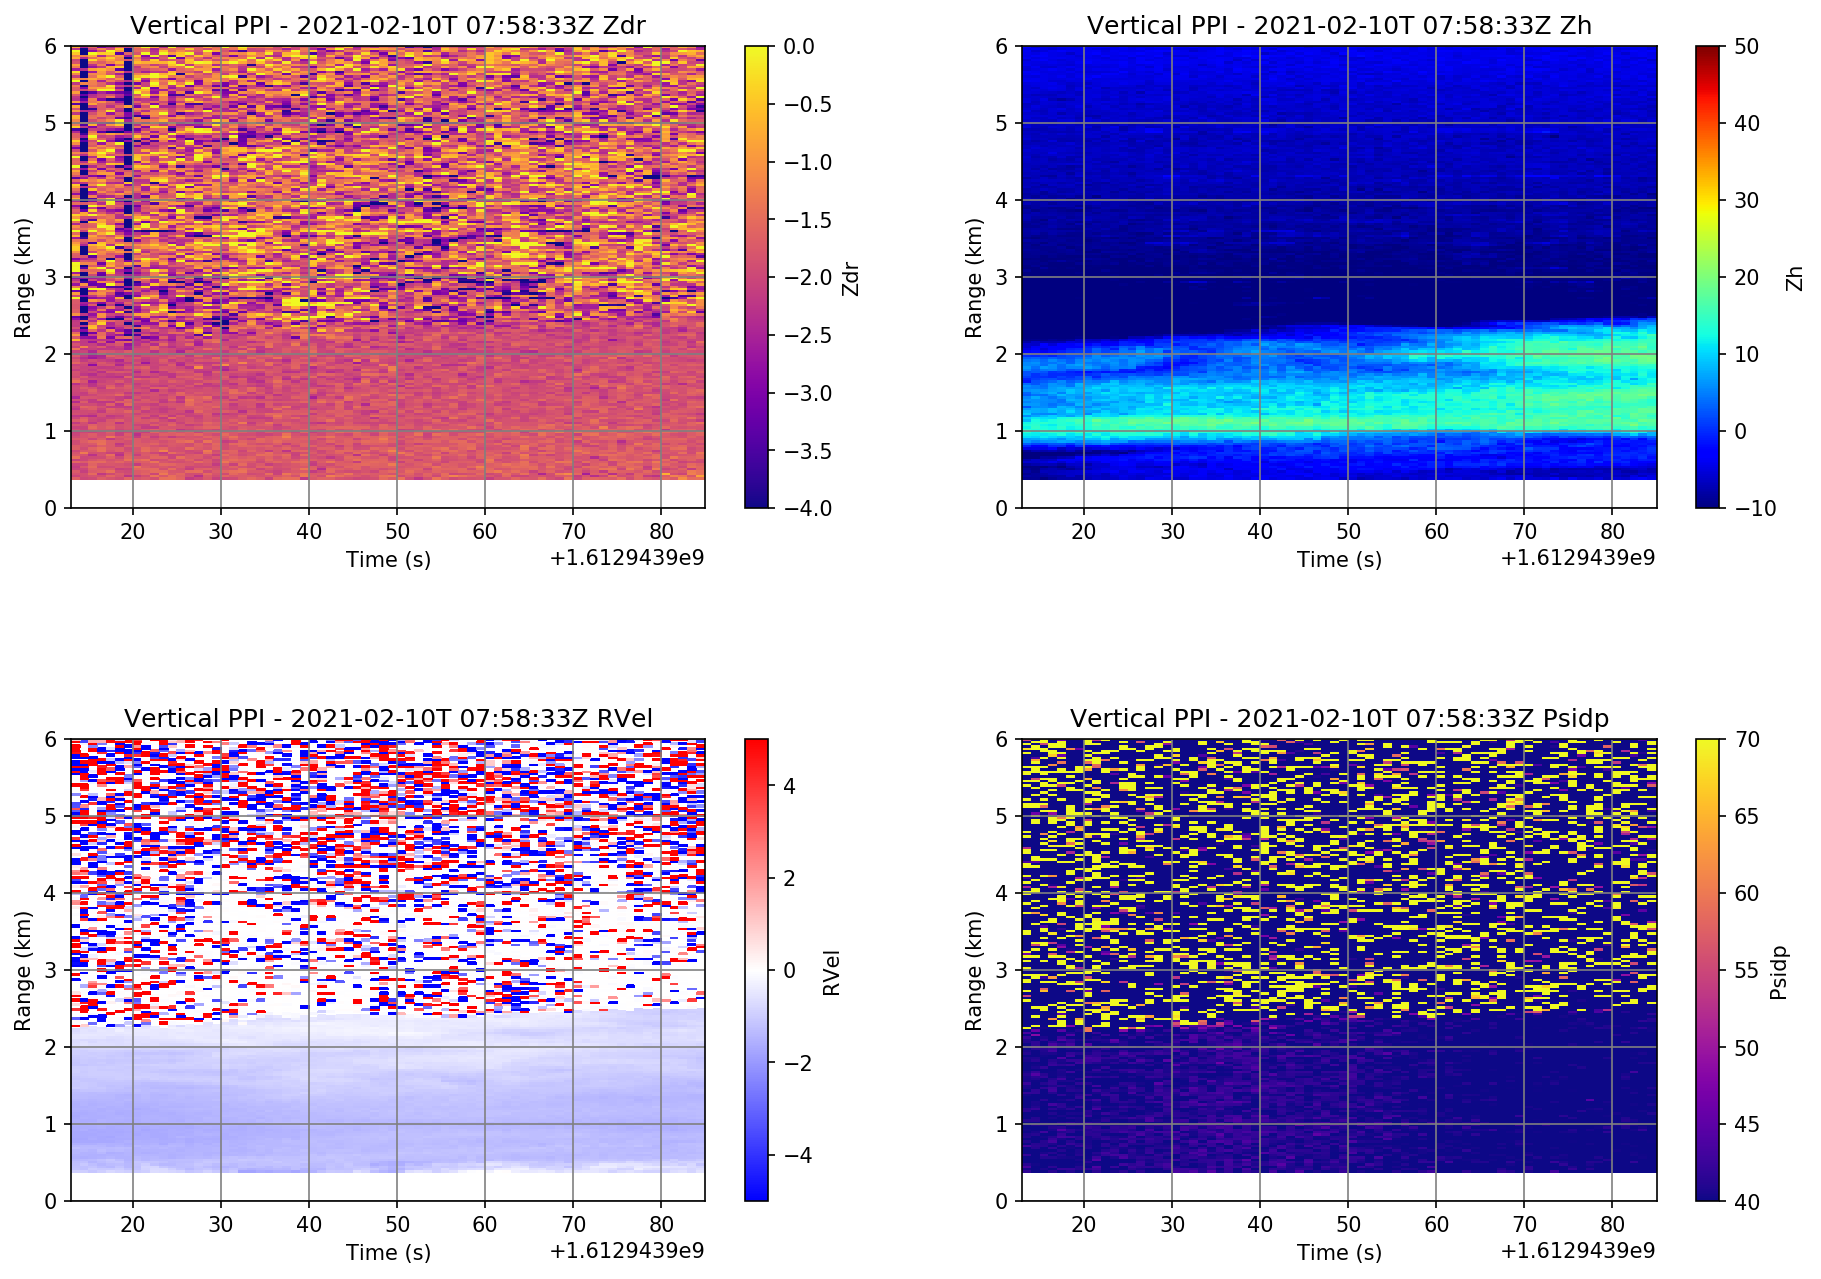 Vertical PPI - 2021-02-10T 07:58:33Z Zdr
6
5
4
3
2
1
0
Range (km)
20 30 40 50 60 70 80
Time (s)
+1.6129439e9
0.0
−0.5
−1.0
−1.5
−2.0
−2.5
−3.0
−3.5
−4.0
Zdr
Vertical PPI - 2021-02-10T 07:58:33Z Zh
6
5
4
3
2
1
0
Range (km)
20 30 40 50 60 70 80
Time (s)
+1.6129439e9
50
40
30
20
10
0
−10
Zh
Vertical PPI - 2021-02-10T 07:58:33Z RVel
6
5
4
3
2
1
0
Range (km)
20 30 40 50 60 70 80
Time (s)
+1.6129439e9
4
2
0
−2
−4
RVel
Vertical PPI - 2021-02-10T 07:58:33Z Psidp
6
5
4
3
2
1
0
Range (km)
20 30 40 50 60 70 80
Time (s)
+1.6129439e9
70
65
60
55
50
45
40
Psidp